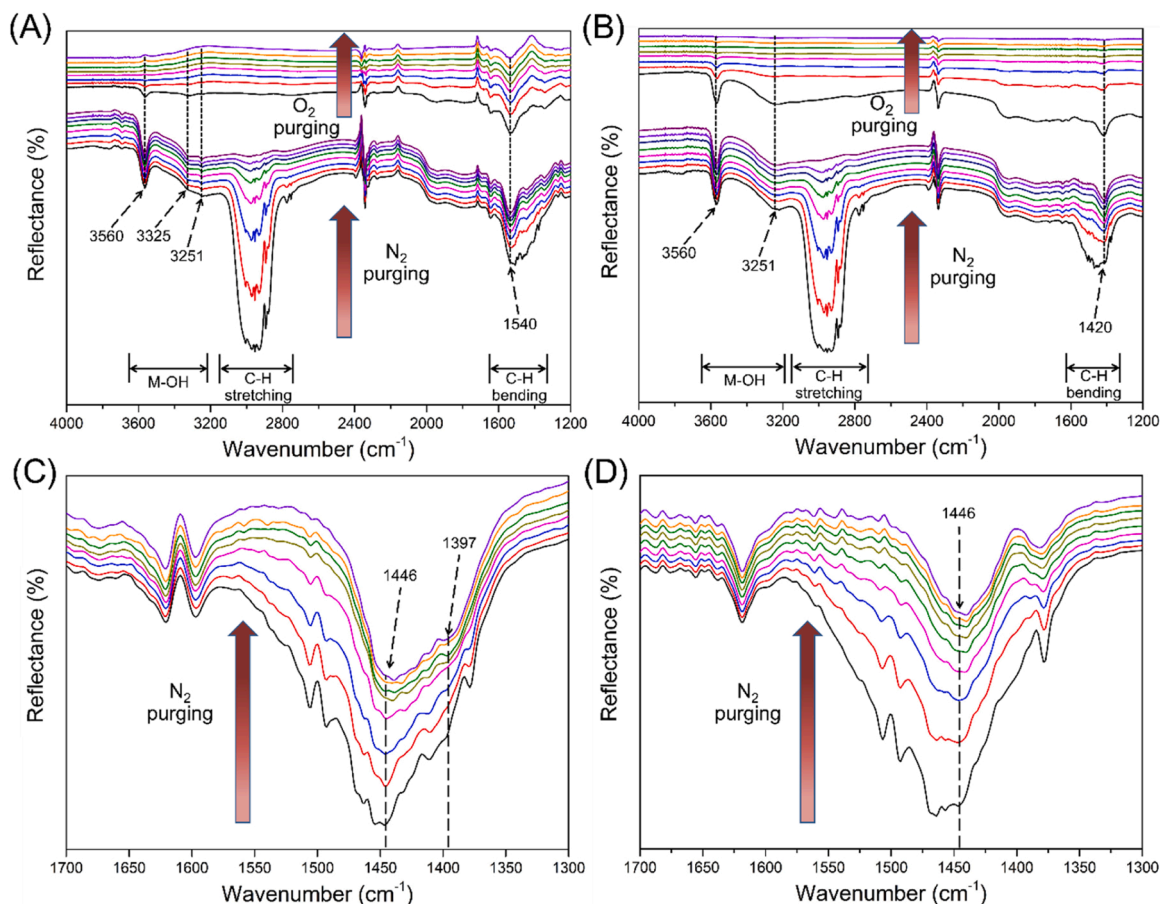 (A)
Reflectance (%)
O₂
purging
N₂
purging
3560
3325
3251
1540
M-OH
C-H
stretching
C-H
bending
4000 3600 3200 2800 2400 2000 1600 1200
Wavenumber (cm⁻¹)
(B)
Reflectance (%)
O₂
purging
N₂
purging
3560
3251
1420
M-OH
C-H
stretching
C-H
bending
4000 3600 3200 2800 2400 2000 1600 1200
Wavenumber (cm⁻¹)
(C)
Reflectance (%)
1446
1397
N₂
purging
1700 1650 1600 1550 1500 1450 1400 1350 1300
Wavenumber (cm⁻¹)
(D)
Reflectance (%)
1446
N₂
purging
1700 1650 1600 1550 1500 1450 1400 1350 1300
Wavenumber (cm⁻¹)